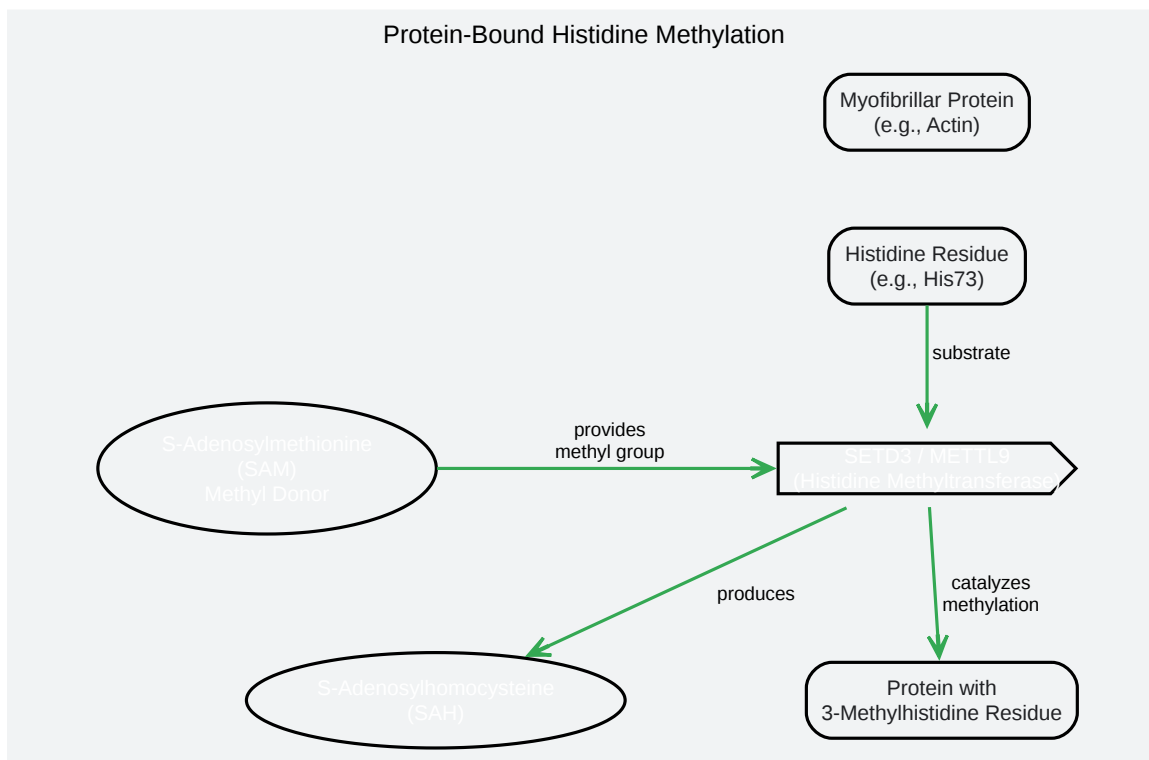 Protein-Bound Histidine Methylation
Myofibrillar Protein
(e.g., Actin)
Histidine Residue
(e.g., His73)
substrate
S-Adenosylmethionine
(SAM)
Methyl Donor
provides
methyl group
SETD3 / METTL9
(Histidine Methyltransferase)
produces
catalyzes
methylation
S-Adenosylhomocysteine
(SAH)
Protein with
3-Methylhistidine Residue